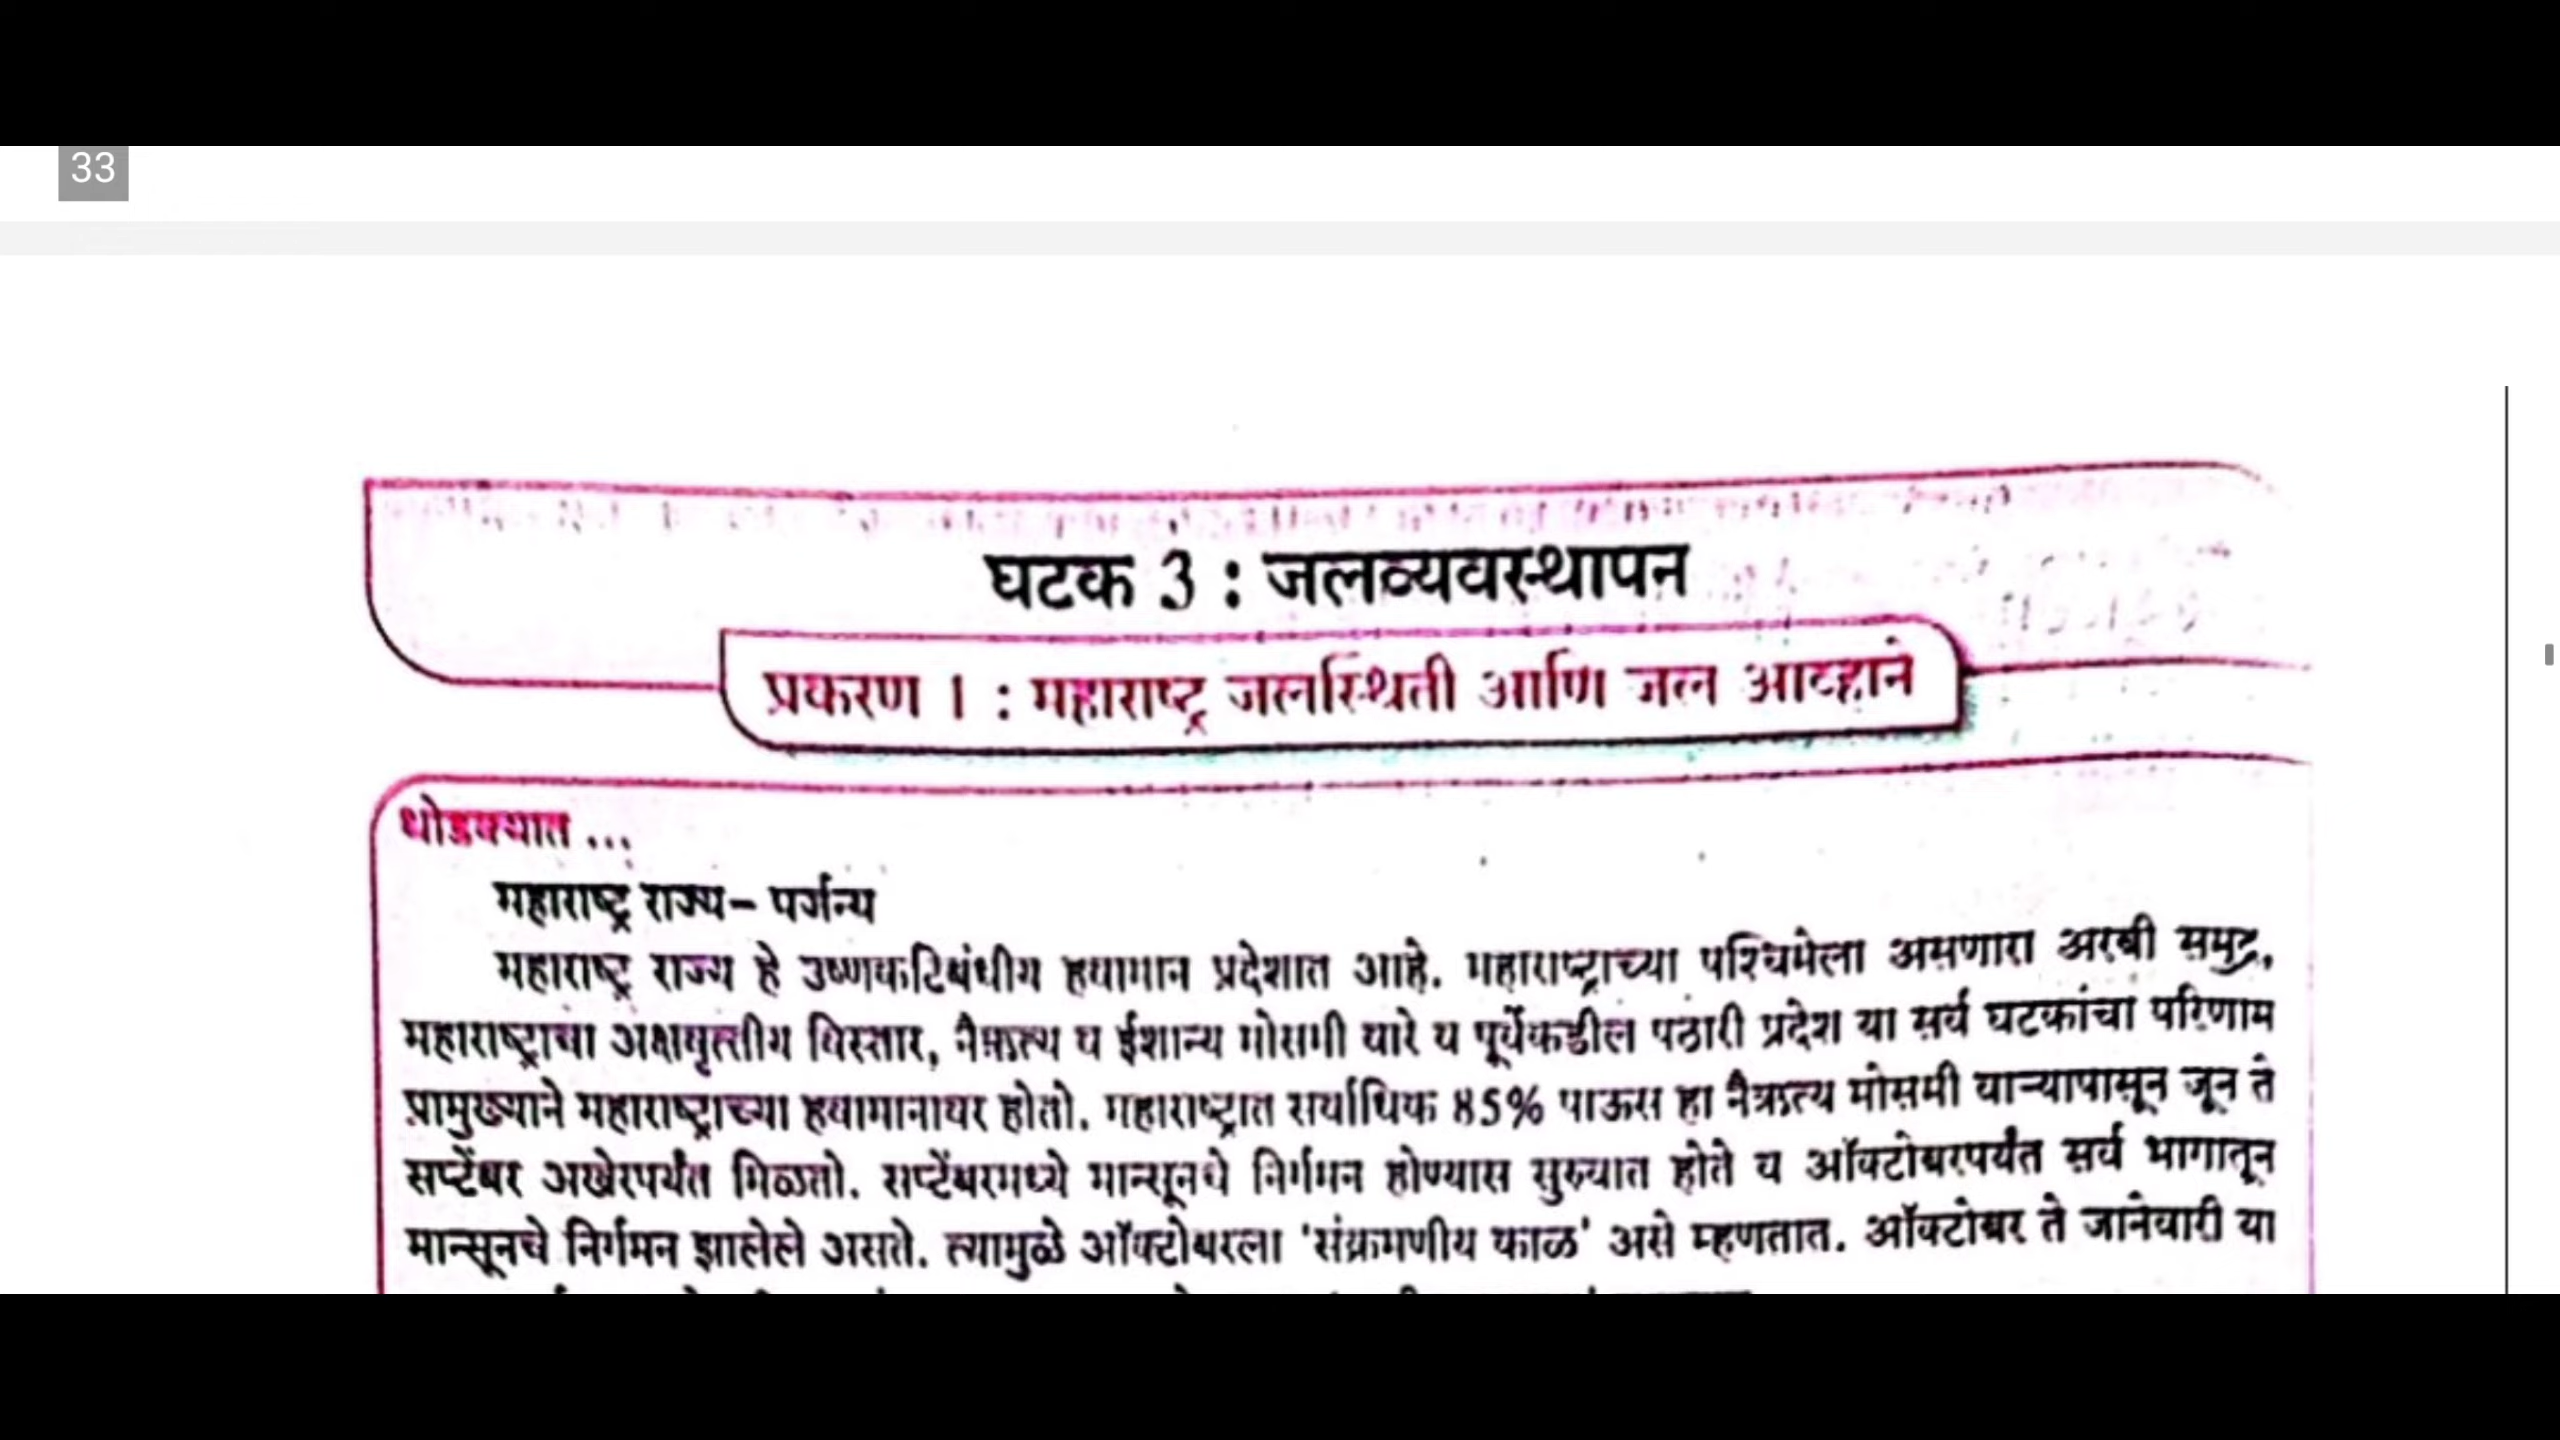 33
घटक 3 : जलव्यवस्थापन
प्रकरण 1 : महाराष्ट्र जलस्थिती आणि जल आव्हाने
थोडक्यात ...
महाराष्ट्र राज्य– पर्जन्य
महाराष्ट्र राज्य हे उष्णकटिबंधीय हवामान प्रदेशात आहे. महाराष्ट्राच्या पश्चिमेला असणारा अरबी समुद्र,
महाराष्ट्राचा अक्षवृत्तीय विस्तार, नैऋत्य व ईशान्य मोसमी वारे व पूर्वेकडील पठारी प्रदेश या सर्व घटकांचा परिणाम
प्रामुख्याने महाराष्ट्राच्या हवामानावर होतो. महाराष्ट्रात सर्वाधिक 85% पाऊस हा नैऋत्य मोसमी वाऱ्यापासून जून ते
सप्टेंबर अखेरपर्यंत मिळतो. सप्टेंबरमध्ये मान्सूनचे निर्गमन होण्यास सुरुवात होते व ऑक्टोबरपर्यंत सर्व भागातून
मान्सूनचे निर्गमन झालेले असते. त्यामुळे ऑक्टोबरला 'संक्रमणीय काळ' असे म्हणतात. ऑक्टोबर ते जानेवारी या